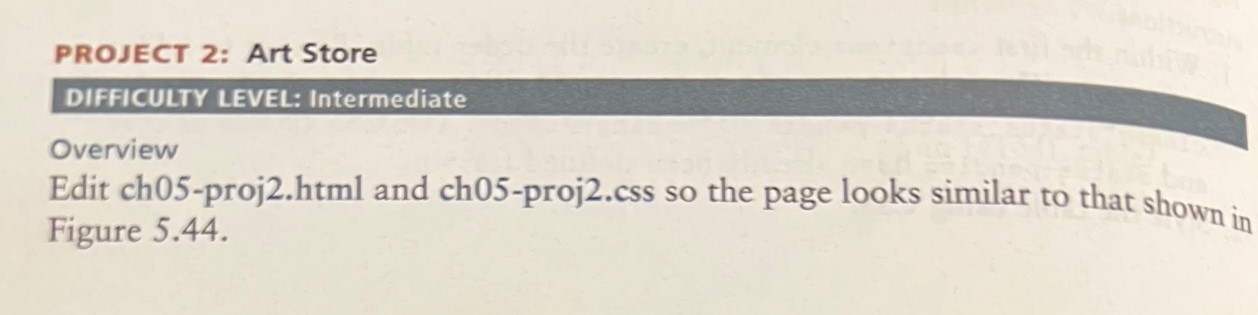 PROJECT 2: Art Store
DIFFICULTY LEVEL: Intermediate
Overview
Edit ch05-proj2.html and ch05-proj2.css so the page looks similar to that shown in
Figure 5.44.